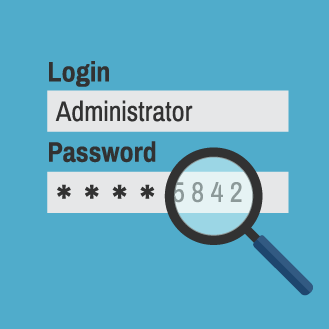 Login
Administrator
Password
* * * * 5842